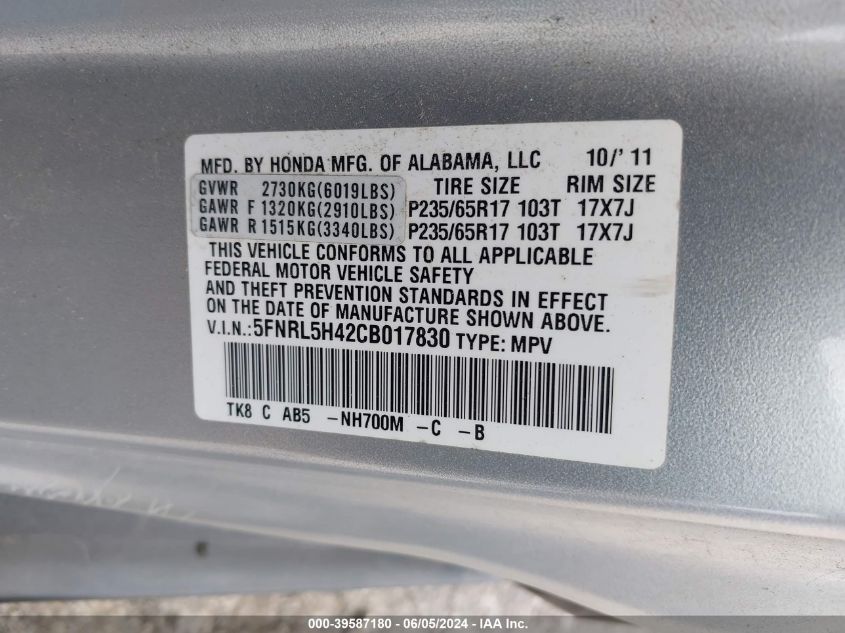 MFD. BY HONDA MFG. OF ALABAMA, LLC 10/'11
GVWR 2730KG(6019LBS) TIRE SIZE RIM SIZE
GAWR F 1320KG(2910LBS) P235/65R17 103T 17X7J
GAWR R 1515KG(3340LBS) P235/65R17 103T 17X7J
THIS VEHICLE CONFORMS TO ALL APPLICABLE
FEDERAL MOTOR VEHICLE SAFETY
AND THEFT PREVENTION STANDARDS IN EFFECT
ON THE DATE OF MANUFACTURE SHOWN ABOVE.
V.I.N.: 5FNRL5H42CB017830 TYPE: MPV
TK8 C AB5 -NH700M -C -B
000-39587180 - 06/05/2024 - IAAI Inc.